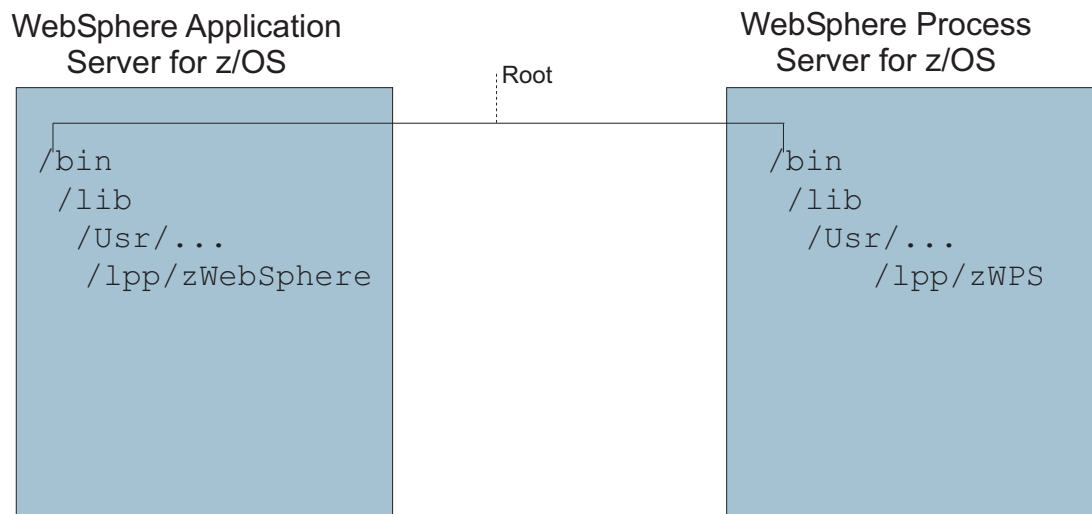 WebSphere Application
Server for z/OS
WebSphere Process
Server for z/OS
Root
/bin
/lib
/Usr/...
/lpp/zWebSphere
/bin
/lib
/Usr/...
/lpp/zWPS